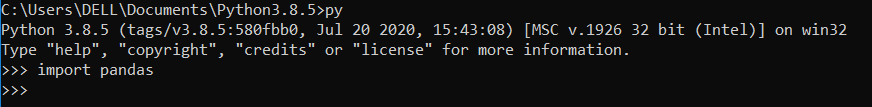 C:\Users\DELL\Documents\Python3.8.5>py
Python 3.8.5 (tags/v3.8.5:580fbb0, Jul 20 2020, 15:43:08) [MSC v.1926 32 bit (Intel)] on win32
Type "help", "copyright", "credits" or "license" for more information.
>>> import pandas
>>>